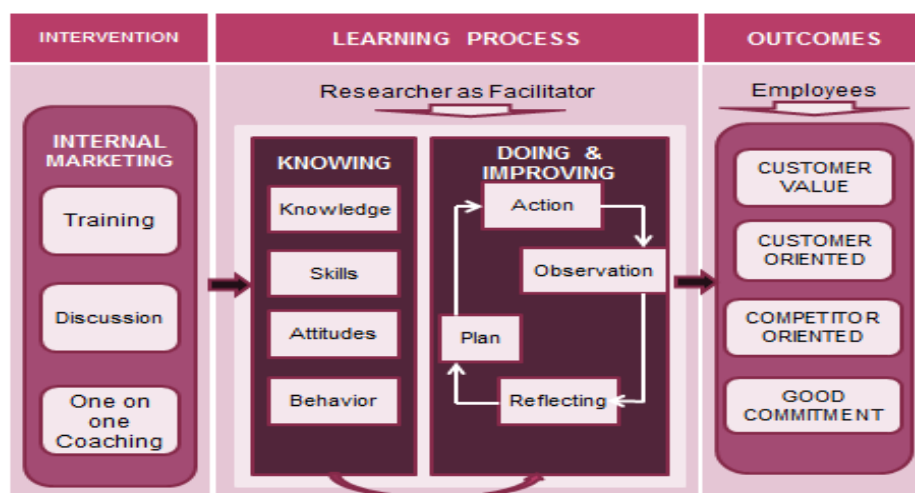 INTERVENTION
LEARNING PROCESS
OUTCOMES
Researcher as Facilitator
Employees
INTERNAL
MARKETING
Training
Discussion
One on
one
Coaching
KNOWING
Knowledge
Skills
Attitudes
Behavior
DOING &
IMPROVING
Action
Observation
Plan
Reflecting
CUSTOMER
VALUE
CUSTOMER
ORIENTED
COMPETITOR
ORIENTED
GOOD
COMMITMENT